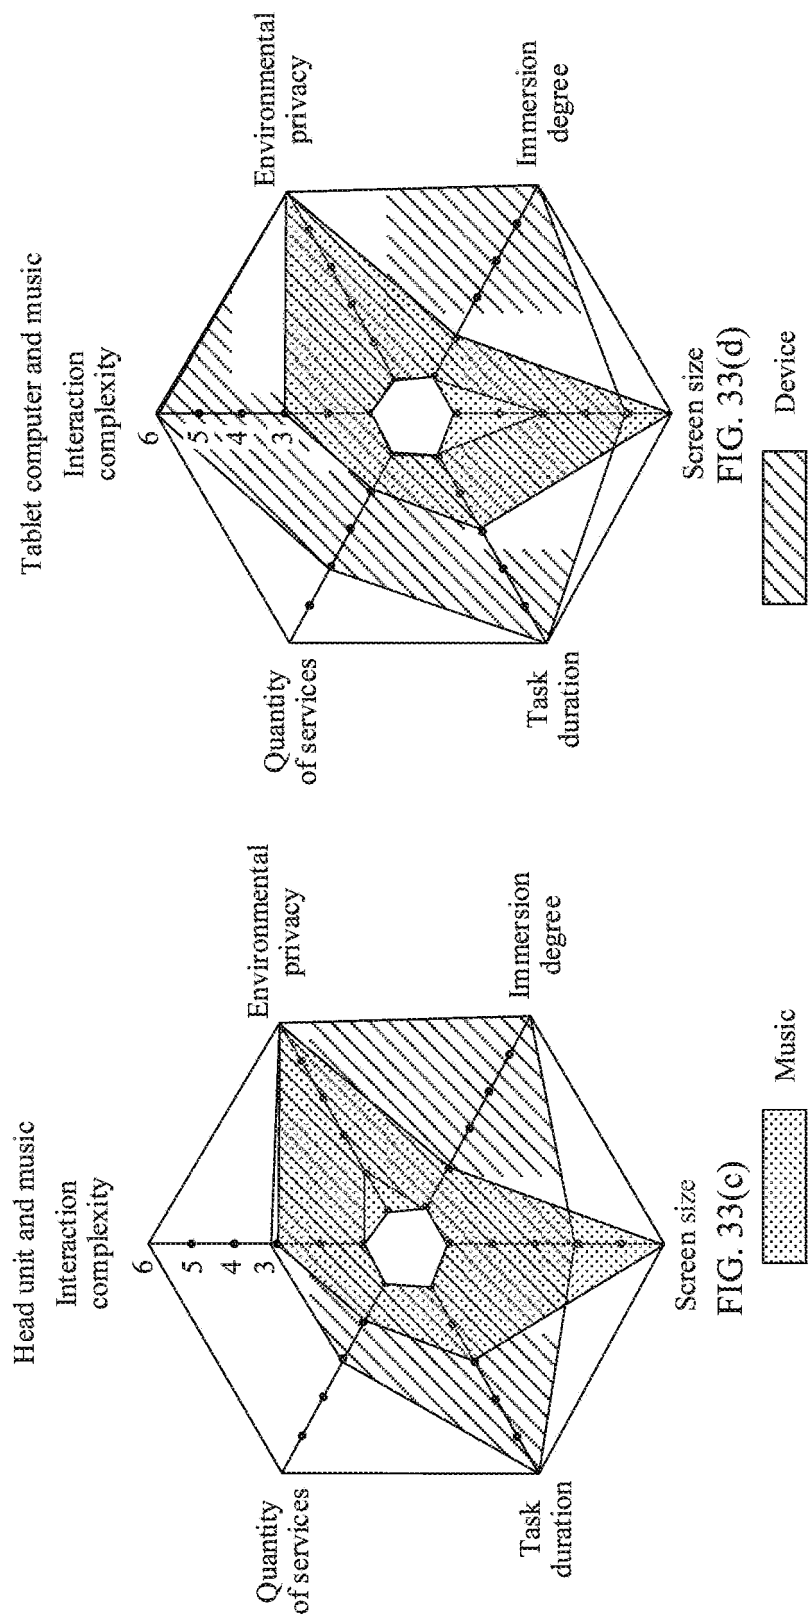 Head unit and music
Interaction
complexity
6
5
4
3
Environmental
privacy
Immersion
degree
Quantity
of services
Task
duration
Screen size
FIG. 33(c)
Music
Tablet computer and music
Interaction
complexity
6
5
4
3
Environmental
privacy
Immersion
degree
Quantity
of services
Task
duration
Screen size
FIG. 33(d)
Device